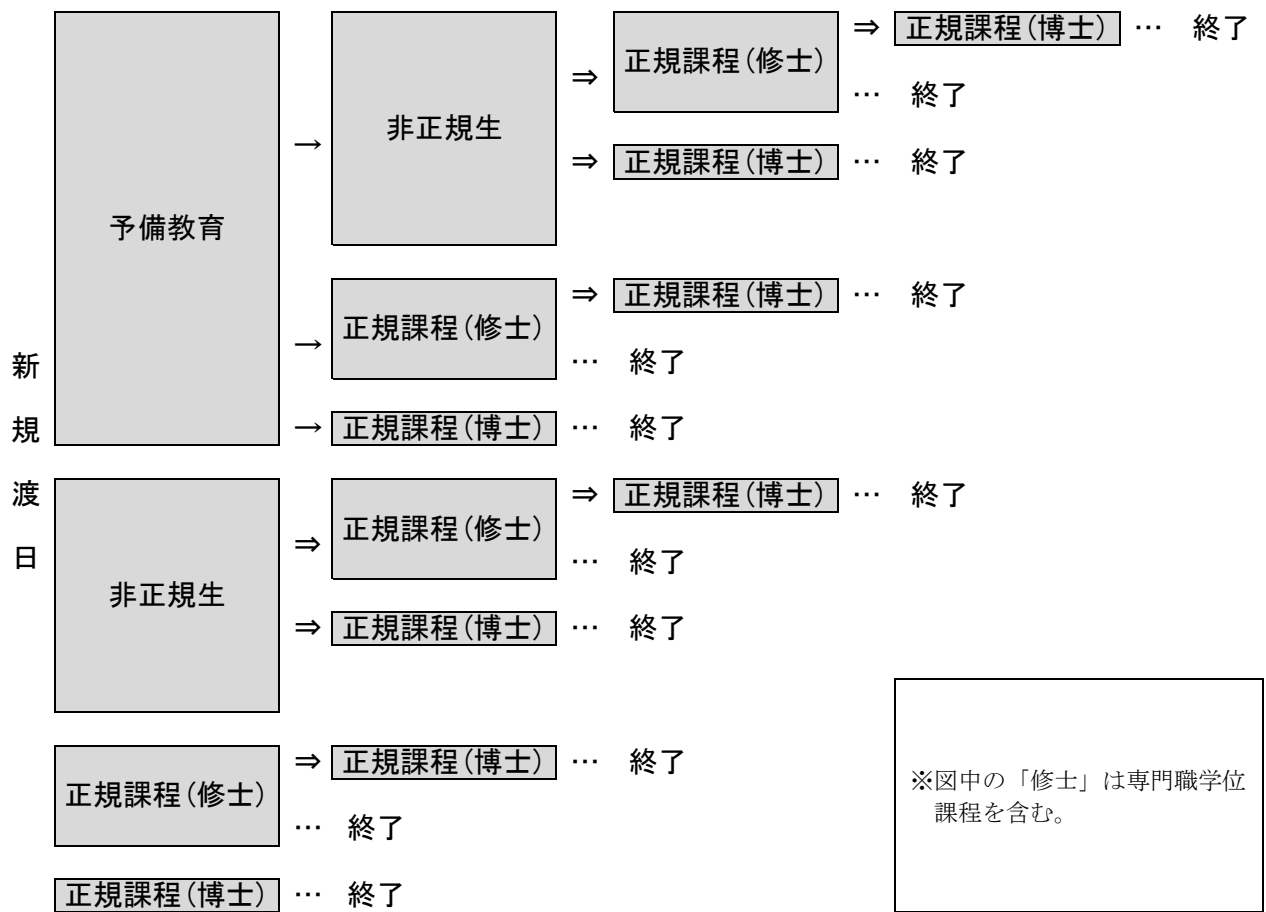 新
規
渡
日
予備教育
→ 非正規生
⇒ 正規課程(修士)
⇒ 正規課程(博士) … 終了
… 終了
⇒ 正規課程(博士) … 終了
→ 正規課程(修士)
⇒ 正規課程(博士) … 終了
… 終了
→ 正規課程(博士) … 終了
非正規生
⇒ 正規課程(修士)
⇒ 正規課程(博士) … 終了
… 終了
⇒ 正規課程(博士) … 終了
正規課程(修士)
⇒ 正規課程(博士) … 終了
… 終了
正規課程(博士) … 終了
※図中の「修士」は専門職学位
課程を含む。